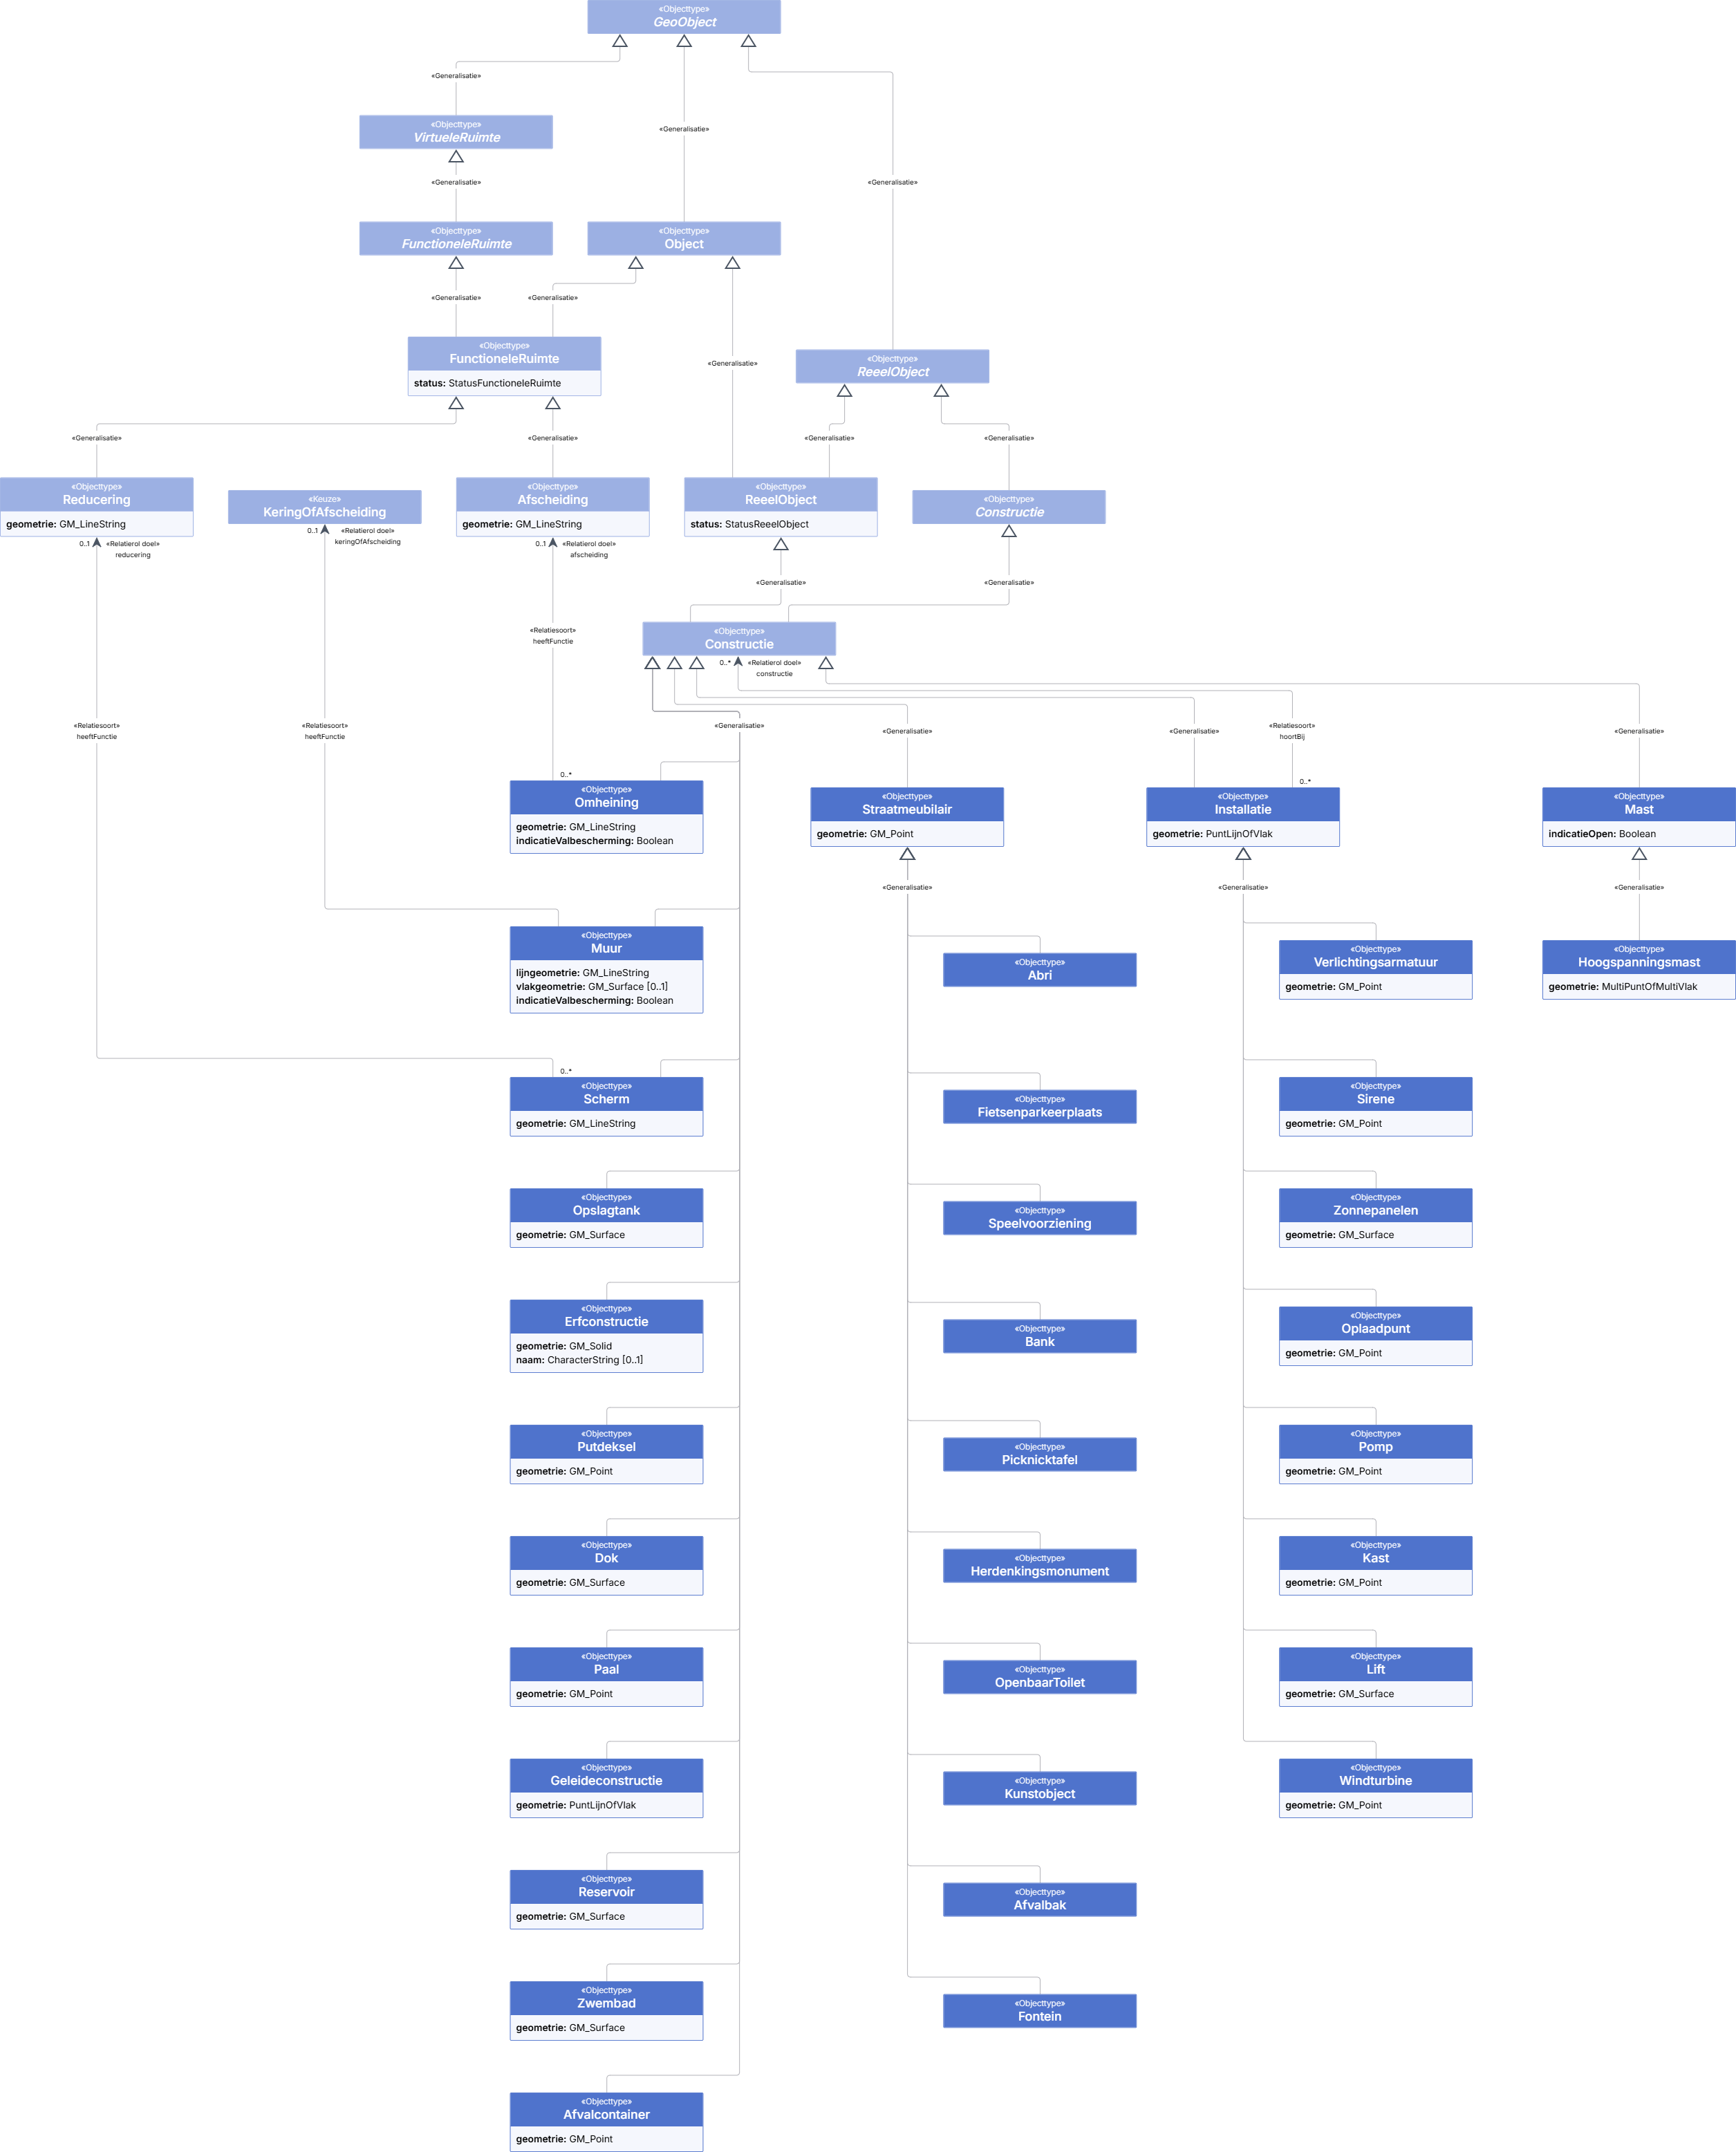 «Objecttype»
GeoObject
«Generalisatie»
«Objecttype»
VirtueleRuimte
«Generalisatie»
«Generalisatie»
«Generalisatie»
«Objecttype»
FunctioneleRuimte
«Objecttype»
Object
«Generalisatie»
«Generalisatie»
«Objecttype»
FunctioneleRuimte
status: StatusFunctioneleRuimte
«Generalisatie»
«Objecttype»
ReeelObject
«Generalisatie»
«Generalisatie»
«Generalisatie»
«Generalisatie»
«Objecttype»
Reducering
geometrie: GM_LineString
«Keuze»
KeringOfAfscheiding
«Objecttype»
Afscheiding
geometrie: GM_LineString
«Objecttype»
ReeelObject
status: StatusReeelObject
«Objecttype»
Constructie
0..1 «Relatierol doel»
reducering
0..1 «Relatierol doel»
keringOfAfscheiding
0..1 «Relatierol doel»
afscheiding
«Generalisatie»
«Generalisatie»
«Relatiesoort»
heeftFunctie
«Objecttype»
Constructie
0..* «Relatierol doel»
constructie
«Relatiesoort»
heeftFunctie
«Relatiesoort»
heeftFunctie
«Generalisatie»
«Generalisatie»
«Generalisatie»
«Relatiesoort»
hoortBij
«Generalisatie»
0..*
0..*
«Objecttype»
Omheining
geometrie: GM_LineString
indicatieValbescherming: Boolean
«Objecttype»
Straatmeubilair
geometrie: GM_Point
«Objecttype»
Installatie
geometrie: PuntLijnOfVlak
«Objecttype»
Mast
indicatieOpen: Boolean
«Generalisatie»
«Generalisatie»
«Generalisatie»
«Objecttype»
Muur
lijngeometrie: GM_LineString
vlakgeometrie: GM_Surface [0..1]
indicatieValbescherming: Boolean
«Objecttype»
Abri
«Objecttype»
Verlichtingsarmatuur
geometrie: GM_Point
«Objecttype»
Hoogspanningsmast
geometrie: MultiPuntOfMultiVlak
0..*
«Objecttype»
Scherm
geometrie: GM_LineString
«Objecttype»
Fietsenparkeerplaats
«Objecttype»
Sirene
geometrie: GM_Point
«Objecttype»
Opslagtank
geometrie: GM_Surface
«Objecttype»
Speelvoorziening
«Objecttype»
Zonnepanelen
geometrie: GM_Surface
«Objecttype»
Erfconstructie
geometrie: GM_Solid
naam: CharacterString [0..1]
«Objecttype»
Bank
«Objecttype»
Oplaadpunt
geometrie: GM_Point
«Objecttype»
Putdeksel
geometrie: GM_Point
«Objecttype»
Picknicktafel
«Objecttype»
Pomp
geometrie: GM_Point
«Objecttype»
Dok
geometrie: GM_Surface
«Objecttype»
Herdenkingsmonument
«Objecttype»
Kast
geometrie: GM_Point
«Objecttype»
Paal
geometrie: GM_Point
«Objecttype»
OpenbaarToilet
«Objecttype»
Lift
geometrie: GM_Surface
«Objecttype»
Geleideconstructie
geometrie: PuntLijnOfVlak
«Objecttype»
Kunstobject
«Objecttype»
Windturbine
geometrie: GM_Point
«Objecttype»
Reservoir
geometrie: GM_Surface
«Objecttype»
Afvalbak
«Objecttype»
Zwembad
geometrie: GM_Surface
«Objecttype»
Fontein
«Objecttype»
Afvalcontainer
geometrie: GM_Point